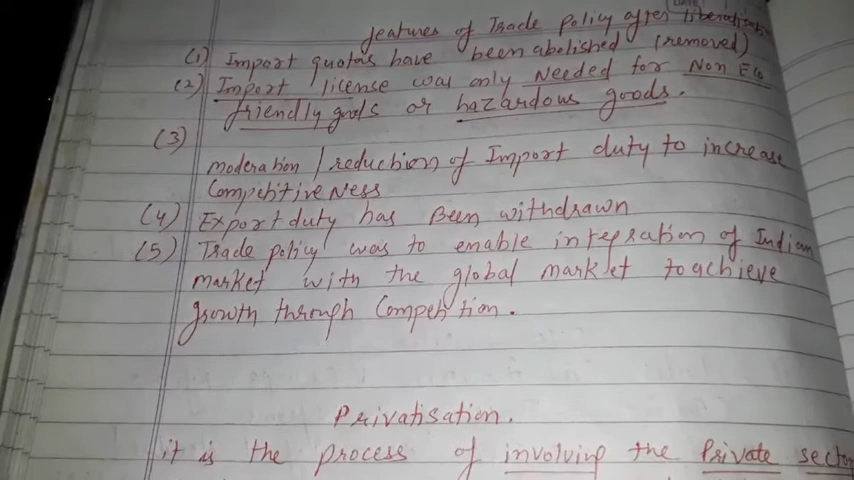 features of Trade Policy after liberalisation
(1) Import quotas have been abolished (removed)
(2) Import license was only Needed for Non Eco
friendly goods or hazardous goods.
(3)
moderation / reduction of Import duty to increase
Competitive Ness
(4) Export duty has Been withdrawn
(5) Trade policy was to enable integration of Indian
market with the global market to achieve
growth through Competition.
Privatisation.
it is the process of involving the Private sector